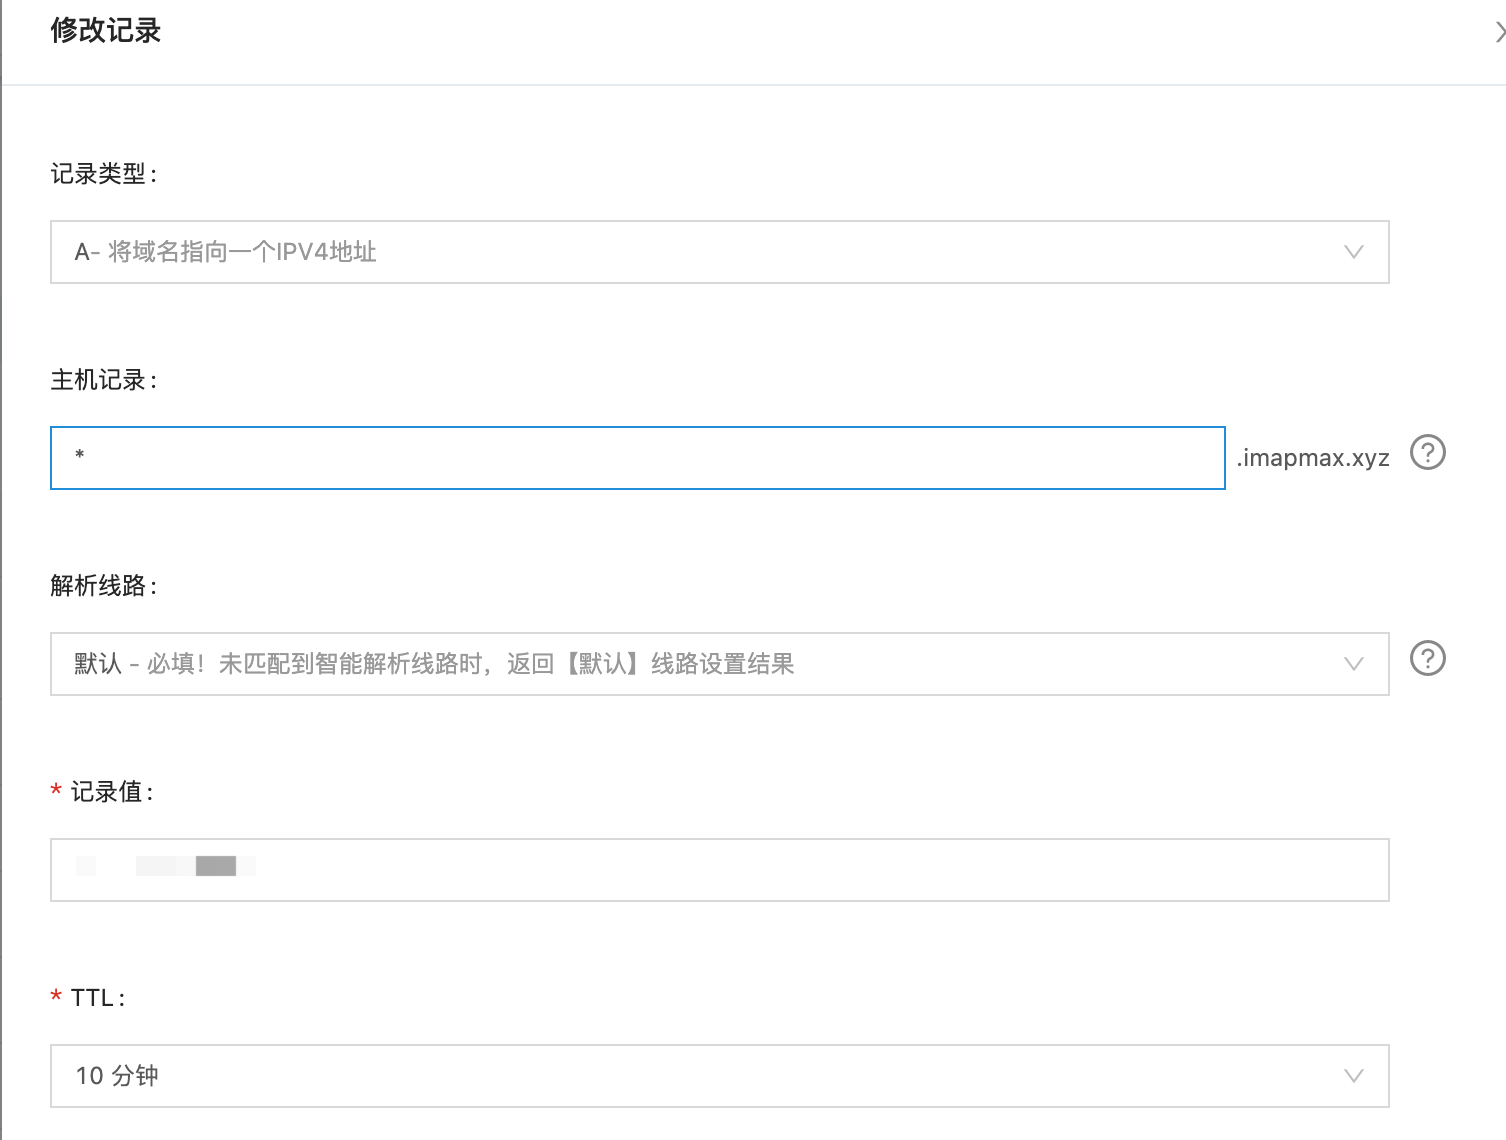 修改记录
记录类型：
A- 将域名指向一个IPV4地址
主机记录：
*
.imapmax.xyz
解析线路：
默认 - 必填！未匹配到智能解析线路时，返回【默认】线路设置结果
* 记录值：
* TTL：
10 分钟